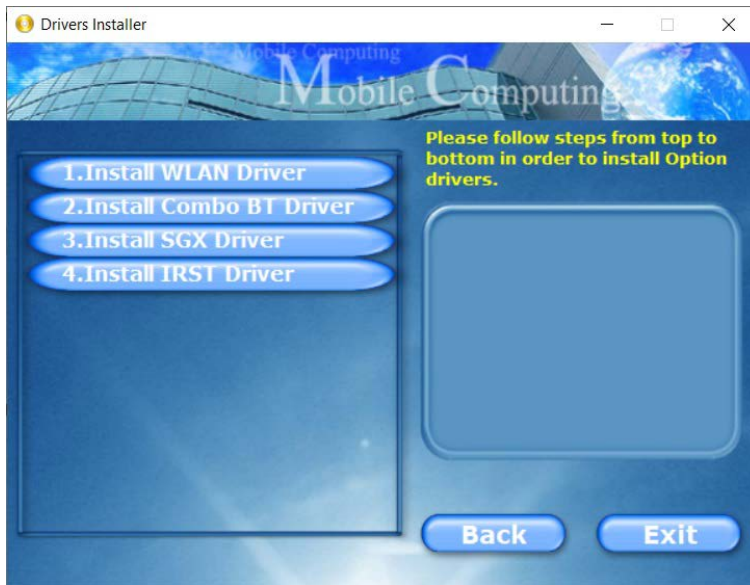 Drivers Installer
Mobile Computing
Mobile Computing
Please follow steps from top to
bottom in order to install Option
drivers.
1.Install WLAN Driver
2.Install Combo BT Driver
3.Install SGX Driver
4.Install IRST Driver
Back
Exit